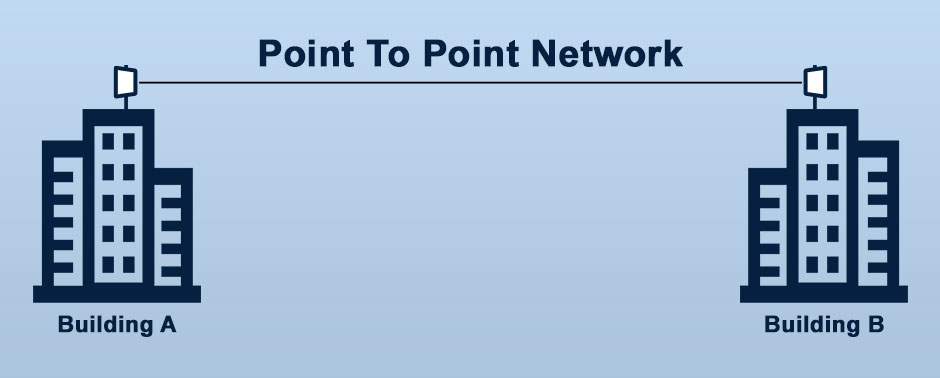 Point To Point Network
Building A
Building B